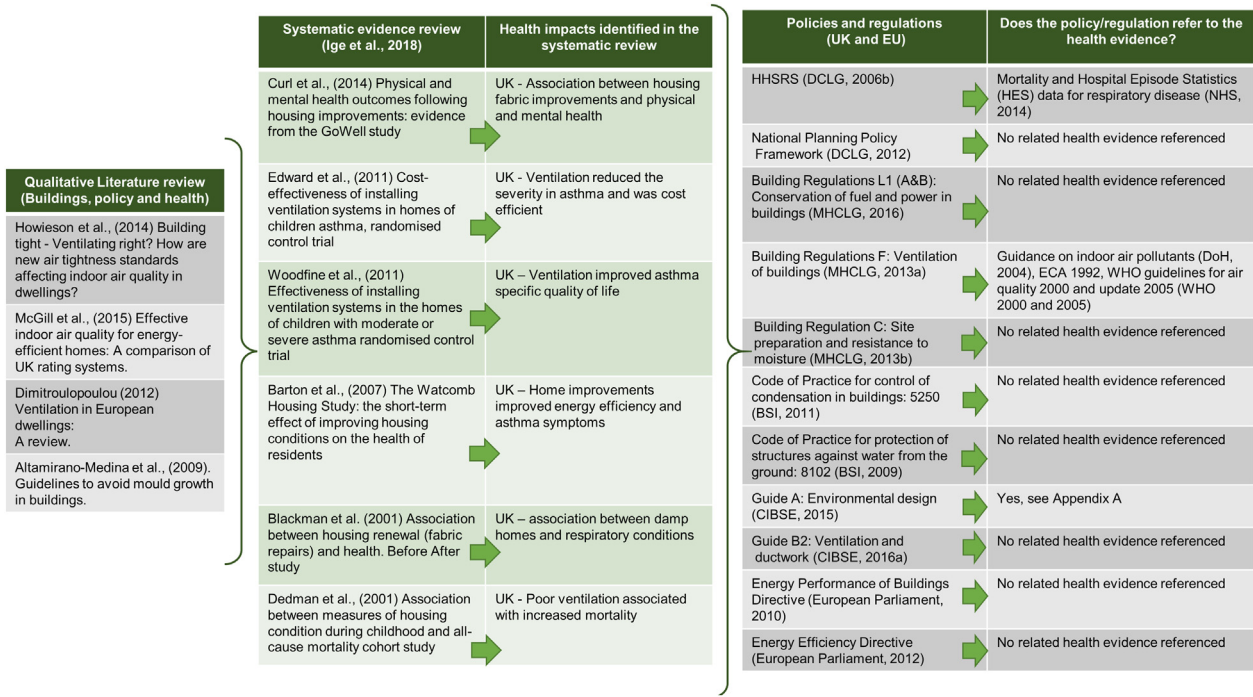 Qualitative Literature review
(Buildings, policy and health)
Howieson et al., (2014) Building
tight - Ventilating right? How are
new air tightness standards
affecting indoor air quality in
dwellings?
McGill et al., (2015) Effective
indoor air quality for energy-
efficient homes: A comparison of
UK rating systems.
Dimitroulopoulou (2012)
Ventilation in European
dwellings:
A review.
Altamirano-Medina et al., (2009).
Guidelines to avoid mould growth
in buildings.
Systematic evidence review
(Ige et al., 2018)
Health impacts identified in the
systematic review
Curl et al., (2014) Physical and
mental health outcomes following
housing improvements: evidence
from the GoWell study
UK - Association between housing
fabric improvements and physical
and mental health
Edward et al., (2011) Cost-
effectiveness of installing
ventilation systems in homes of
children asthma, randomised
control trial
UK - Ventilation reduced the
severity in asthma and was cost
efficient
Woodfine et al., (2011)
Effectiveness of installing
ventilation systems in the homes
of children with moderate or
severe asthma randomised control
trial
UK – Ventilation improved asthma
specific quality of life
Barton et al., (2007) The Watcomb
Housing Study: the short-term
effect of improving housing
conditions on the health of
residents
UK – Home improvements
improved energy efficiency and
asthma symptoms
Blackman et al. (2001) Association
between housing renewal (fabric
repairs) and health. Before After
study
UK – association between damp
homes and respiratory conditions
Dedman et al., (2001) Association
between measures of housing
condition during childhood and all-
cause mortality cohort study
UK - Poor ventilation associated
with increased mortality
Policies and regulations
(UK and EU)
Does the policy/regulation refer to the
health evidence?
HHSRS (DCLG, 2006b)
Mortality and Hospital Episode Statistics
(HES) data for respiratory disease (NHS,
2014)
National Planning Policy
Framework (DCLG, 2012)
No related health evidence referenced
Building Regulations L1 (A&B):
Conservation of fuel and power in
buildings (MHCLG, 2016)
No related health evidence referenced
Building Regulations F: Ventilation
of buildings (MHCLG, 2013a)
Guidance on indoor air pollutants (DoH,
2004), ECA 1992, WHO guidelines for air
quality 2000 and update 2005 (WHO
2000 and 2005)
Building Regulation C: Site
preparation and resistance to
moisture (MHCLG, 2013b)
No related health evidence referenced
Code of Practice for control of
condensation in buildings: 5250
(BSI, 2011)
No related health evidence referenced
Code of Practice for protection of
structures against water from the
ground: 8102 (BSI, 2009)
No related health evidence referenced
Guide A: Environmental design
(CIBSE, 2015)
Yes, see Appendix A
Guide B2: Ventilation and
ductwork (CIBSE, 2016a)
No related health evidence referenced
Energy Performance of Buildings
Directive (European Parliament,
2010)
No related health evidence referenced
Energy Efficiency Directive
(European Parliament, 2012)
No related health evidence referenced